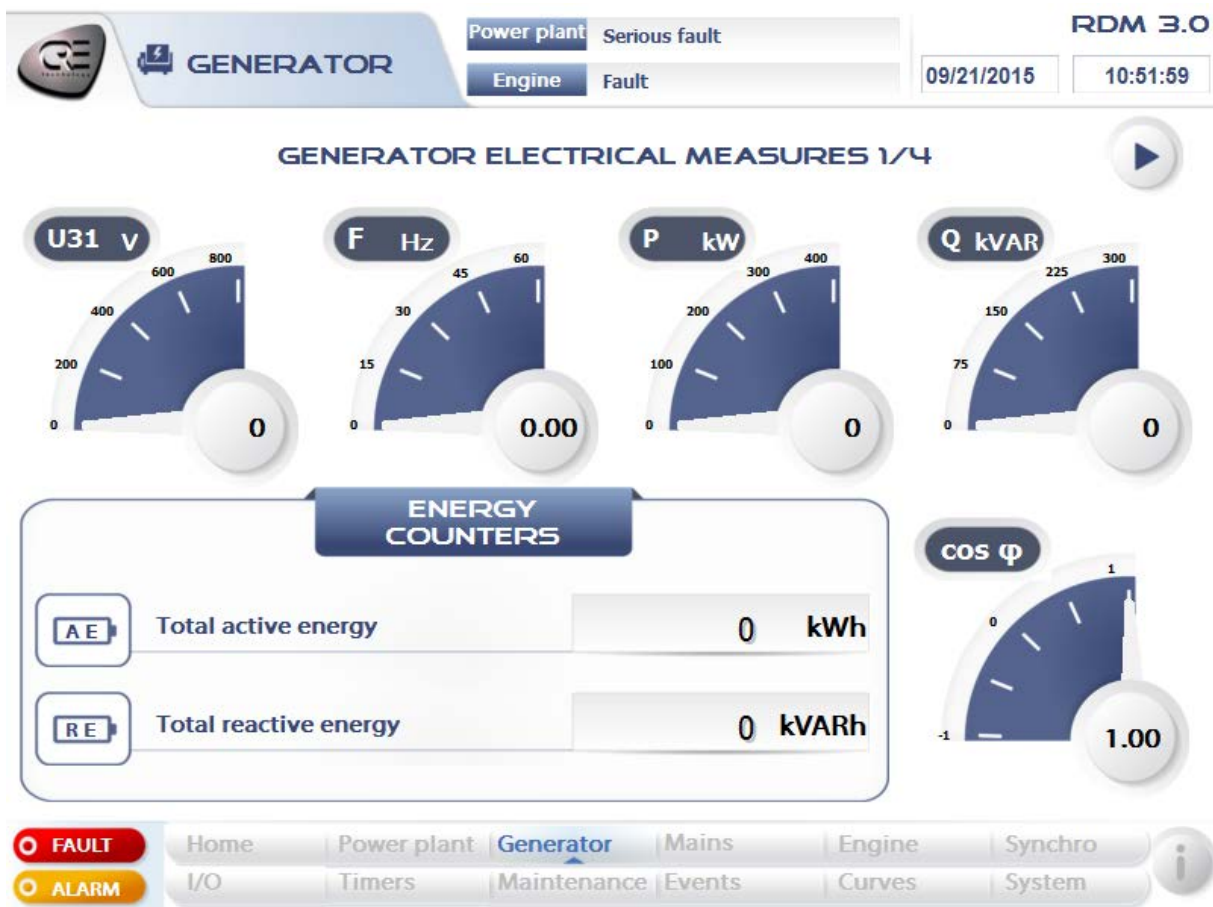 CRE
technology
GENERATOR
Power plant Serious fault
Engine Fault
RDM 3.0
09/21/2015 10:51:59
GENERATOR ELECTRICAL MEASURES 1/4
U31 V
0
200
400
600
800
0
F Hz
0
15
30
45
60
0.00
P kW
0
100
200
300
400
0
Q kVAR
0
75
150
225
300
0
ENERGY
COUNTERS
A E Total active energy 0 kWh
R E Total reactive energy 0 kVARh
cos φ
-1
0
1
1.00
FAULT
ALARM
Home Power plant Generator Mains Engine Synchro
I/O Timers Maintenance Events Curves System
i